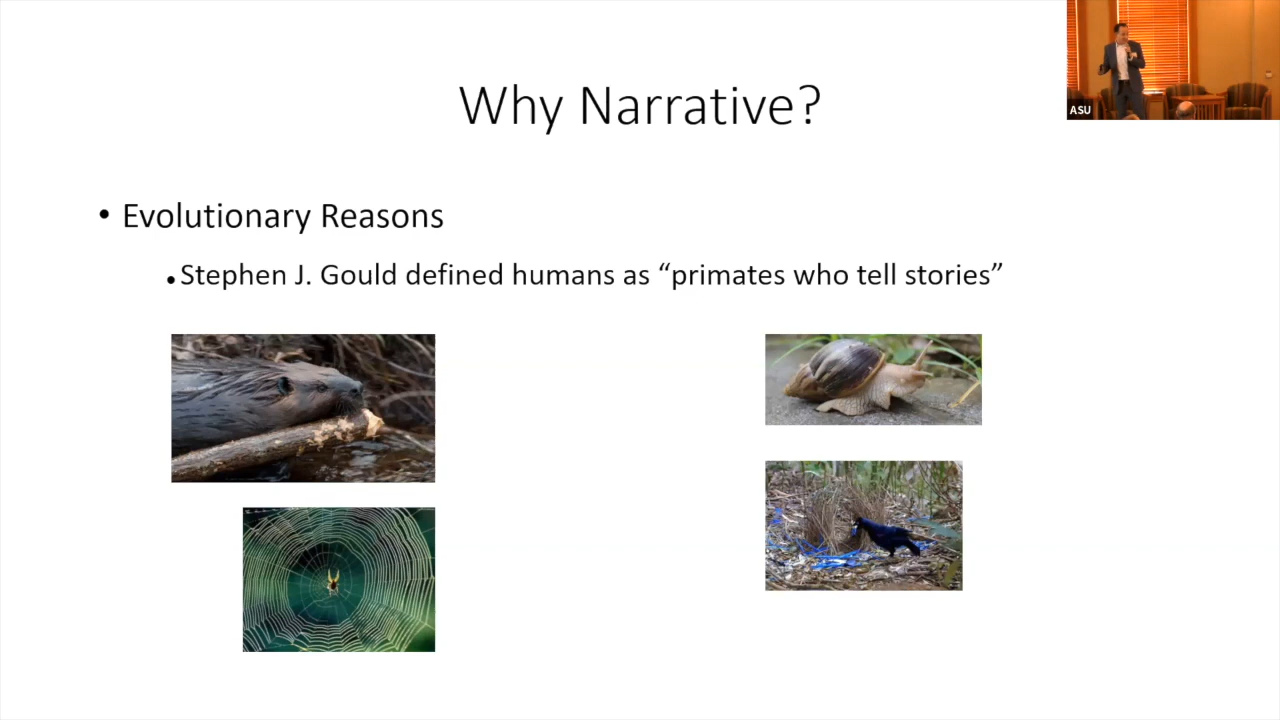 ASU
Why Narrative?
• Evolutionary Reasons
• Stephen J. Gould defined humans as “primates who tell stories”